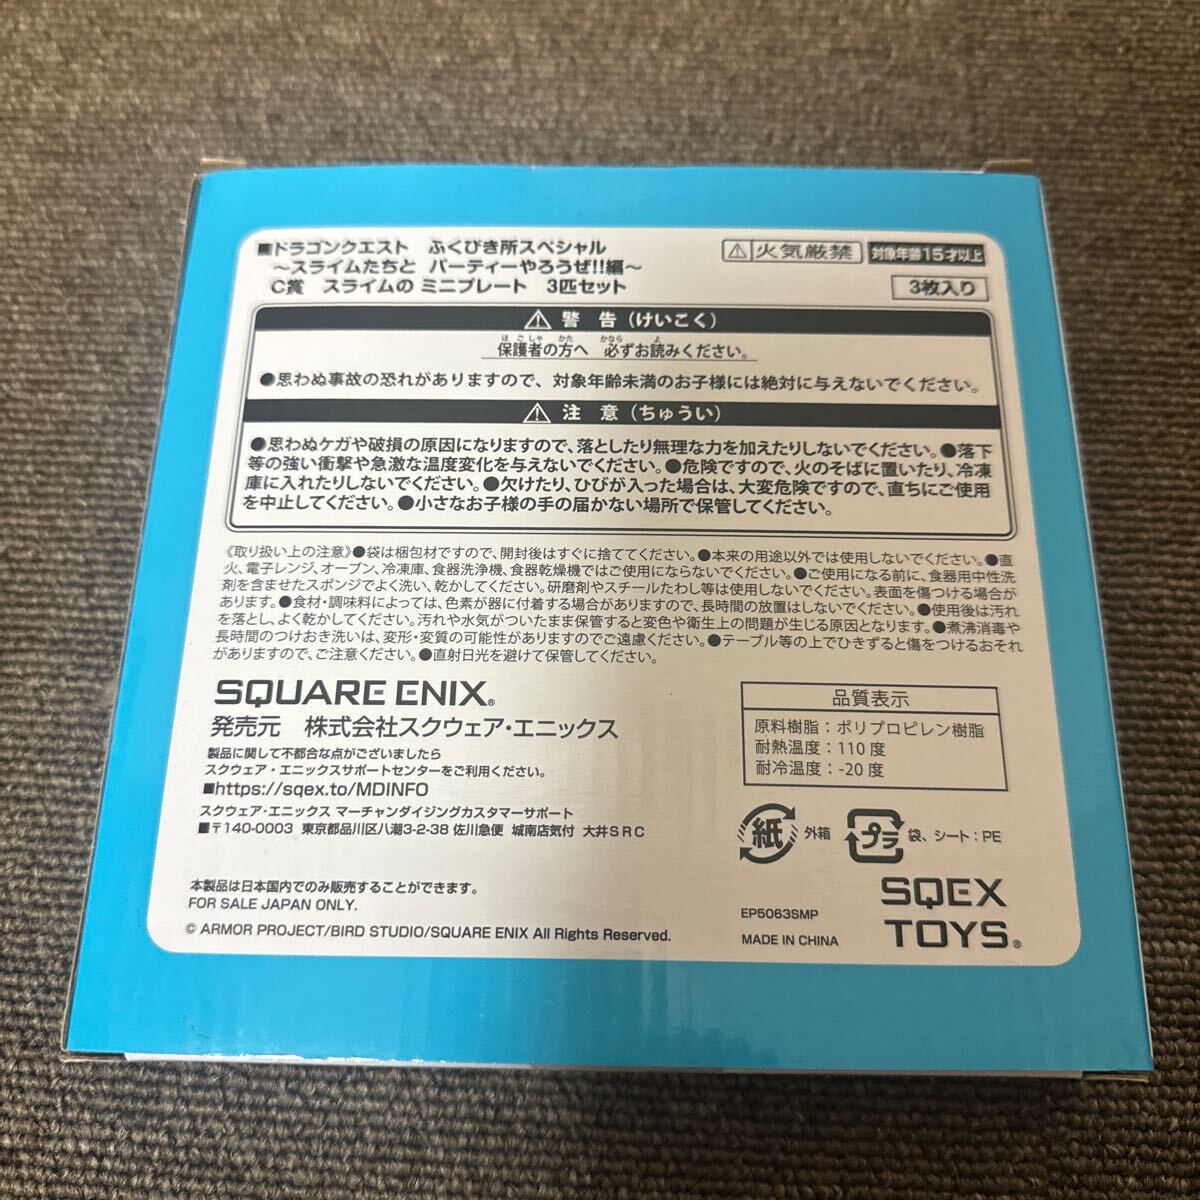 ■ドラゴンクエスト　ふくびき所スペシャル
～スライムたちと　パーティーやろうぜ!!編～
C賞　スライムの ミニプレート　3匹セット
⚠火気厳禁
対象年齢15才以上
3枚入り
⚠ 警 告 (けいこく)
保護者の方へ　必ずお読みください。
●思わぬ事故の恐れがありますので、対象年齢未満のお子様には絶対に与えないでください。
⚠ 注 意 (ちゅうい)
●思わぬケガや破損の原因になりますので、落としたり無理な力を加えたりしないでください。●落下
等の強い衝撃や急激な温度変化を与えないでください。●危険ですので、火のそばに置いたり、冷凍
庫に入れたりしないでください。●欠けたり、ひびが入った場合は、大変危険ですので、直ちにご使用
を中止してください。●小さなお子様の手の届かない場所で保管してください。
《取り扱い上の注意》●袋は梱包材ですので、開封後はすぐに捨ててください。●本来の用途以外では使用しないでください。●直
火、電子レンジ、オーブン、冷凍庫、食器洗浄機、食器乾燥機ではご使用にならないでください。●ご使用になる前に、食器用中性洗
剤を含ませたスポンジでよく洗い、乾かしてください。研磨剤やスチールたわし等は使用しないでください。表面を傷つける場合が
あります。●食材・調味料によっては、色素が器に付着する場合がありますので、長時間の放置はしないでください。●使用後は汚れ
を落とし、よく乾かしてください。汚れや水気がついたまま保管すると変色や衛生上の問題が生じる原因となります。●煮沸消毒や
長時間のつけおき洗いは、変形・変質の可能性がありますのでご遠慮ください。●テーブル等の上でひきずると傷をつけるおそれ
がありますので、ご注意ください。●直射日光を避けて保管してください。
SQUARE ENIX®
発売元　株式会社スクウェア・エニックス
製品に関して不都合な点がございましたら
スクウェア・エニックスサポートセンターをご利用ください。
■https://sqex.to/MDINFO
スクウェア・エニックス マーチャンダイジングカスタマーサポート
■〒140-0003　東京都品川区八潮3-2-38 佐川急便　城南店気付　大井ＳＲＣ
品質表示
原料樹脂：ポリプロピレン樹脂
耐熱温度：110 度
耐冷温度：-20 度
紙 外箱
プラ 袋、シート：PE
本製品は日本国内でのみ販売することができます。
FOR SALE JAPAN ONLY.
© ARMOR PROJECT/BIRD STUDIO/SQUARE ENIX All Rights Reserved.
EP5063SMP
MADE IN CHINA
SQEX
TOYS®